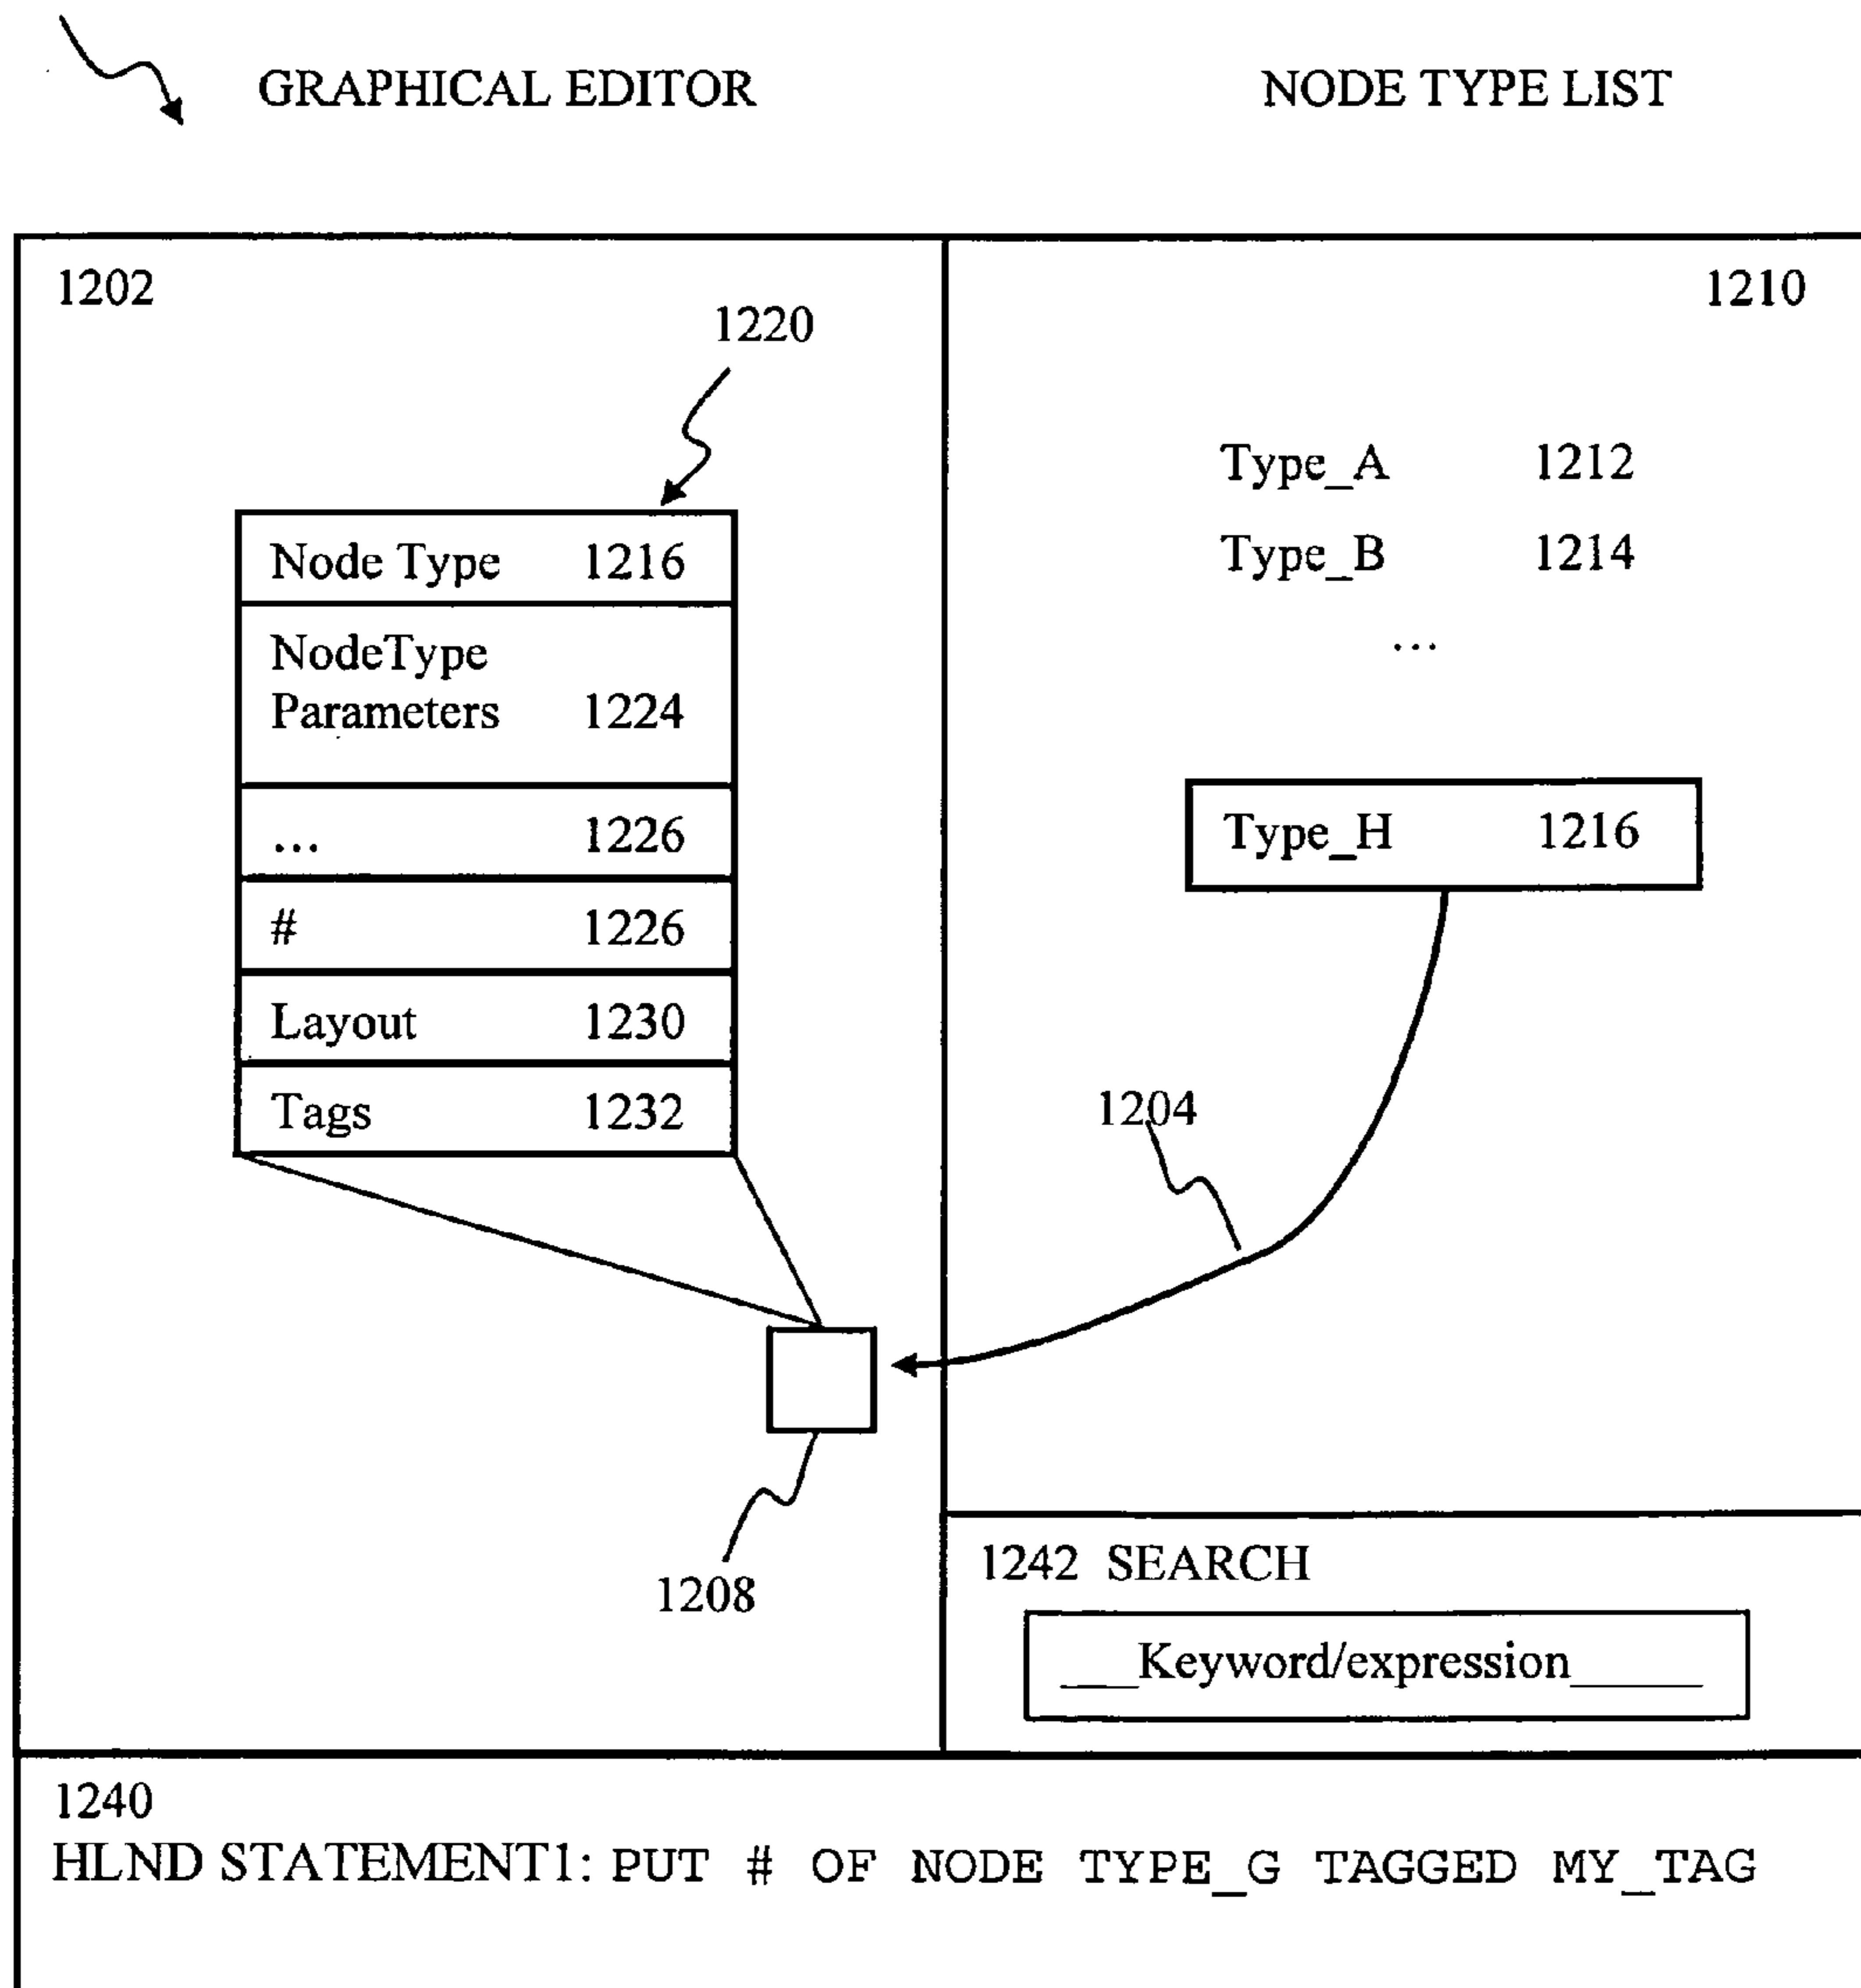 GRAPHICAL EDITOR
NODE TYPE LIST
1202
1220
Node Type 1216
NodeType
Parameters 1224
... 1226
# 1226
Layout 1230
Tags 1232
1208
1210
Type_A 1212
Type_B 1214
...
Type_H 1216
1204
1242 SEARCH
___Keyword/expression_____
1240
HLND STATEMENT1: PUT # OF NODE TYPE_G TAGGED MY_TAG